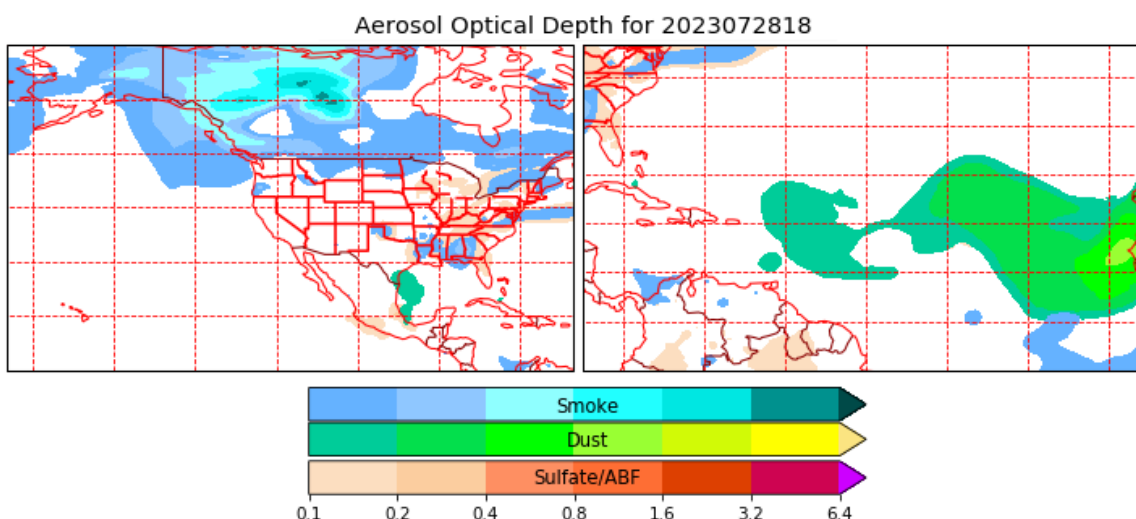 Aerosol Optical Depth for 2023072818
Smoke
Dust
Sulfate/ABF
0.1 0.2 0.4 0.8 1.6 3.2 6.4